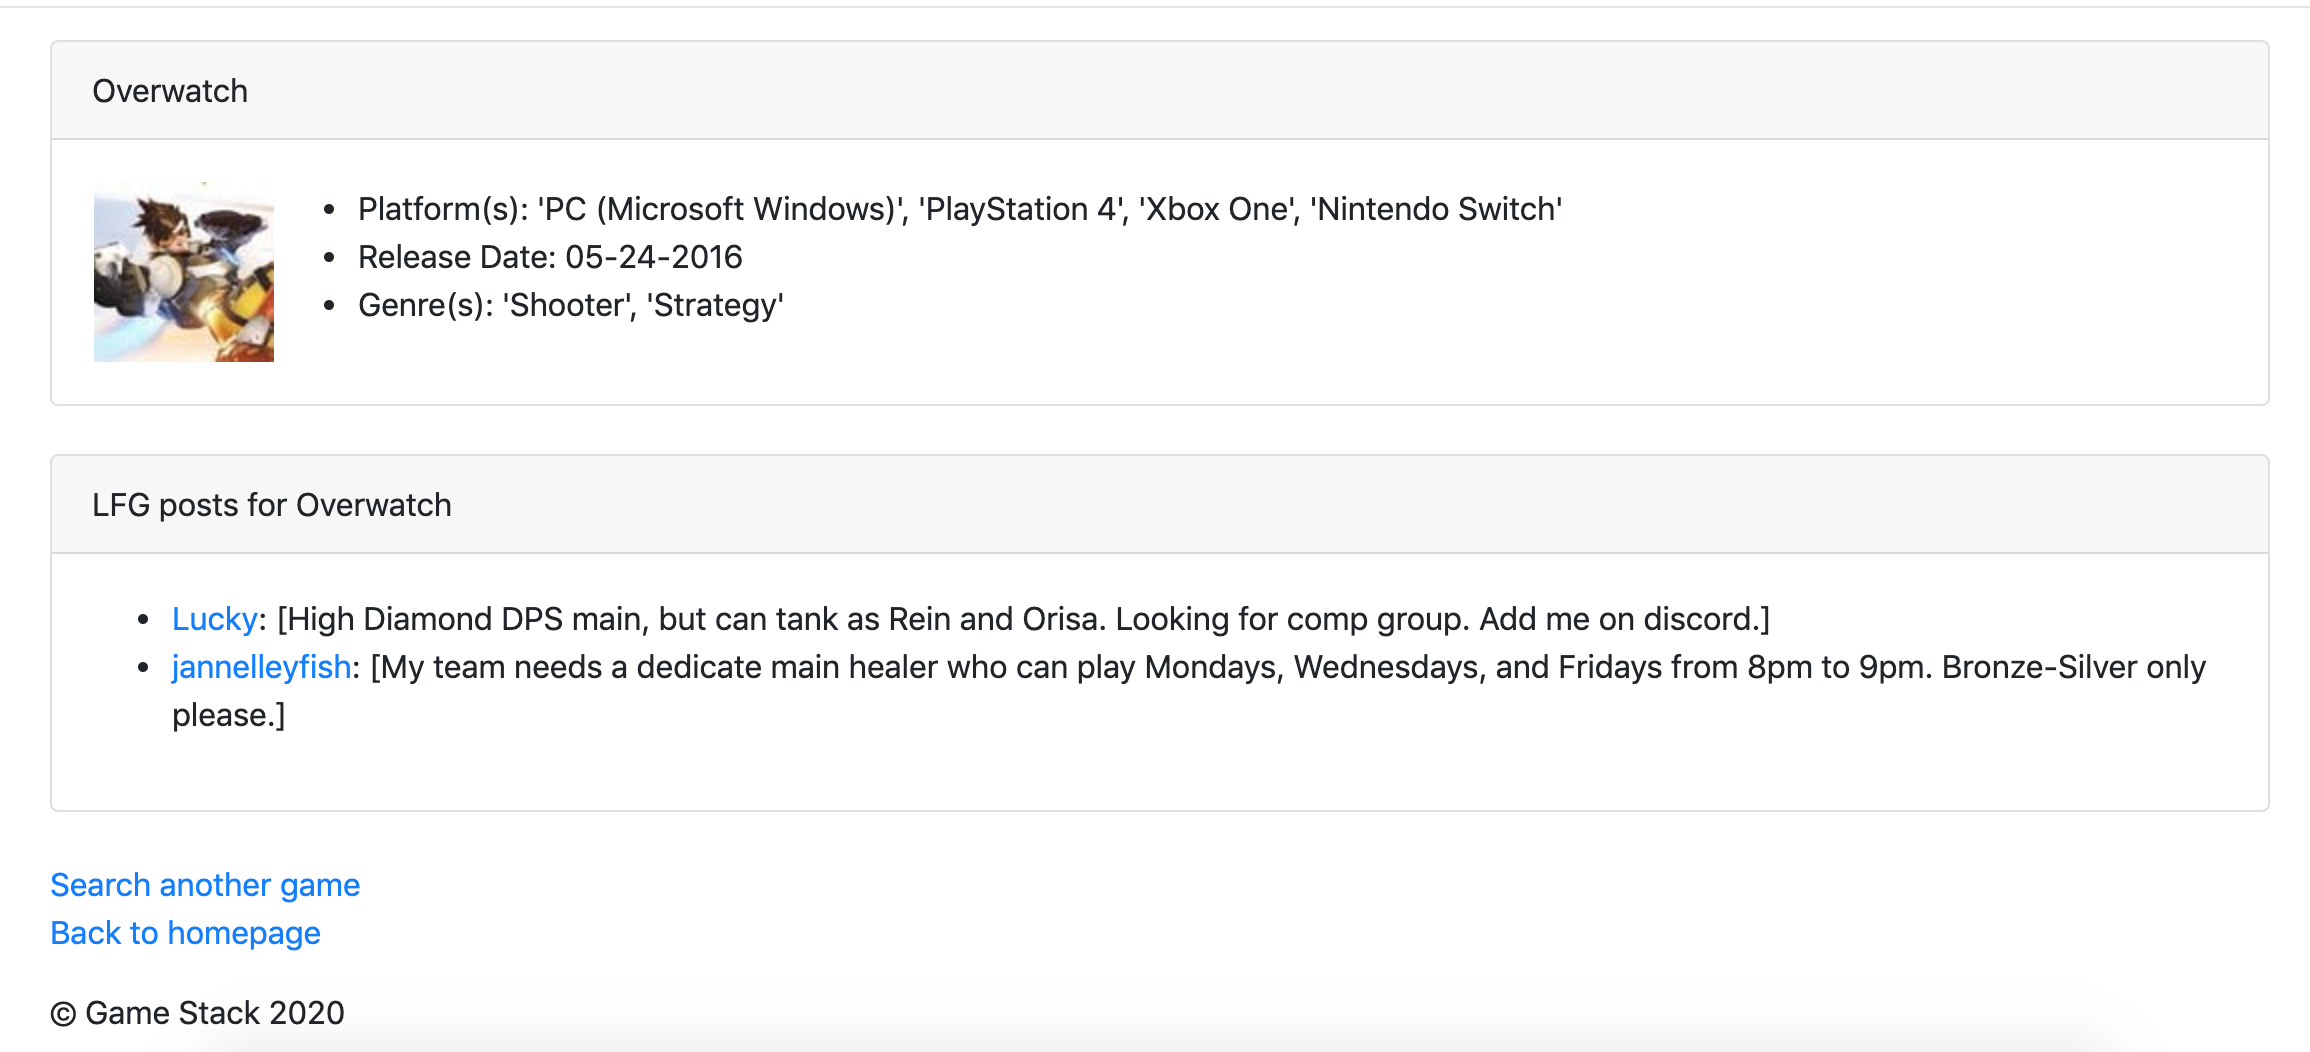 Overwatch
Platform(s): 'PC (Microsoft Windows)', 'PlayStation 4', 'Xbox One', 'Nintendo Switch'
Release Date: 05-24-2016
Genre(s): 'Shooter', 'Strategy'
LFG posts for Overwatch
Lucky: [High Diamond DPS main, but can tank as Rein and Orisa. Looking for comp group. Add me on discord.]
jannelleyfish: [My team needs a dedicate main healer who can play Mondays, Wednesdays, and Fridays from 8pm to 9pm. Bronze-Silver only
please.]
Search another game
Back to homepage
© Game Stack 2020